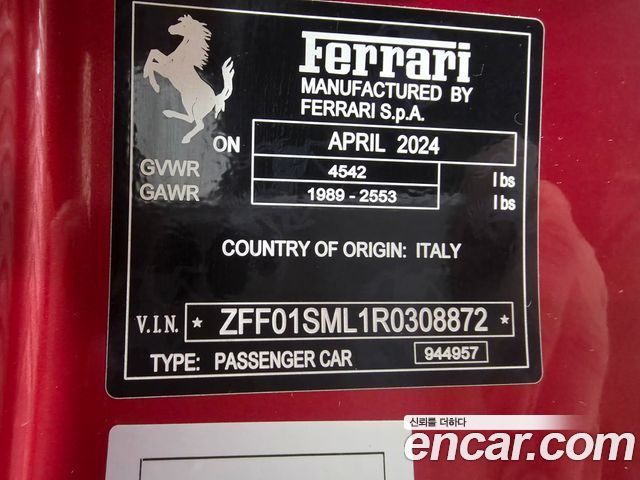 Ferrari
MANUFACTURED BY
FERRARI S.p.A.
ON APRIL 2024
GVWR 4542 lbs
GAWR 1989 - 2553 lbs
COUNTRY OF ORIGIN: ITALY
V.I.N. * ZFF01SML1R0308872 *
TYPE: PASSENGER CAR 944957
신뢰를 더하다
encar.com